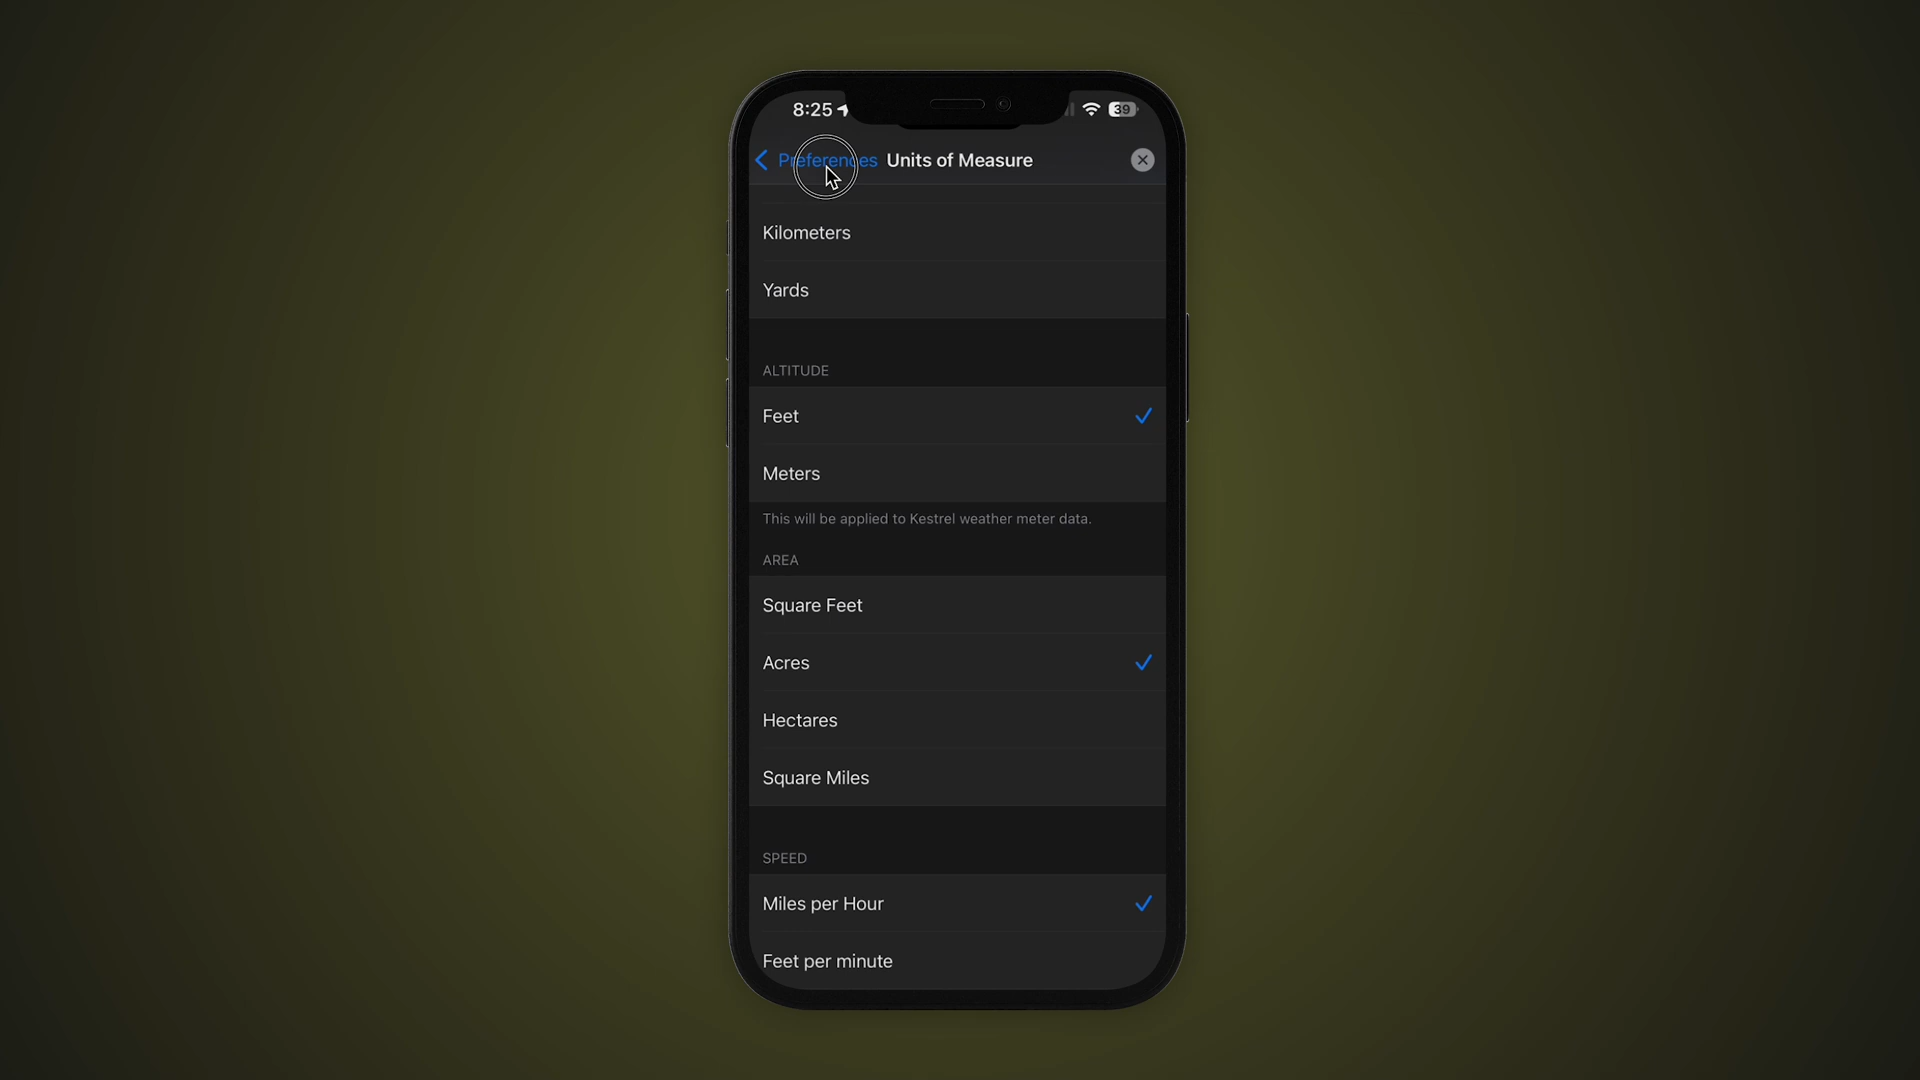 8:25
39
Preferences Units of Measure
Kilometers
Yards
ALTITUDE
Feet
Meters
This will be applied to Kestrel weather meter data.
AREA
Square Feet
Acres
Hectares
Square Miles
SPEED
Miles per Hour
Feet per minute